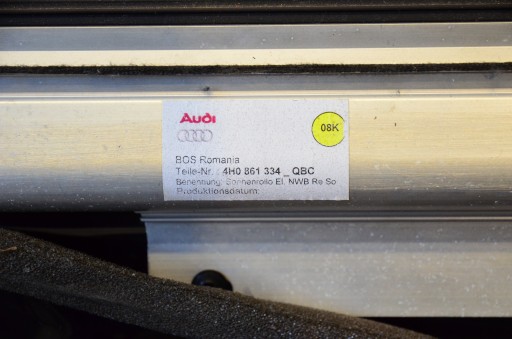 Audi
08K
BOS Romania
Teile-Nr.: 4H0 861 334 _ QBC
Benennung: Sonnenrollo El. NWB Re So
Produktionsdatum: